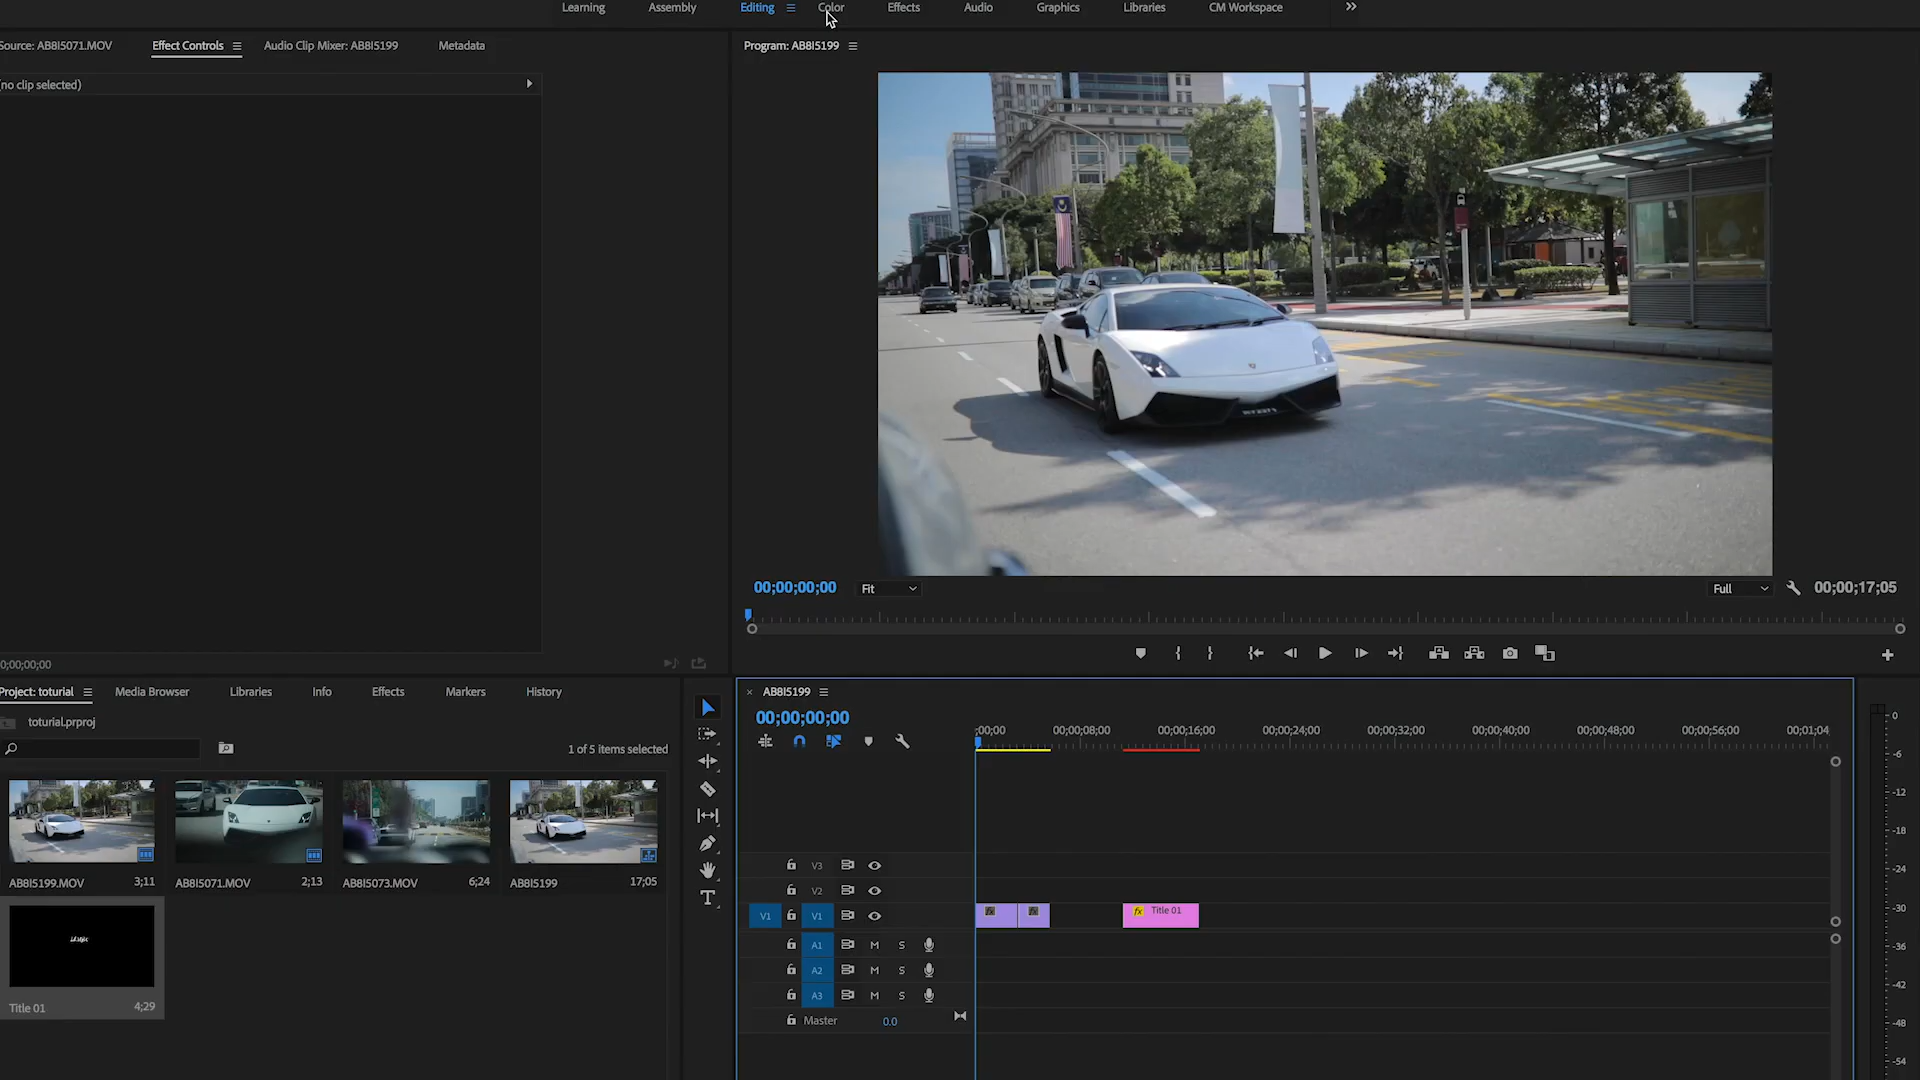 Learning Assembly Editing Color Effects Audio Graphics Libraries CM Workspace
Source: AB8I5071.MOV Effect Controls Audio Clip Mixer: AB8I5199 Metadata
(no clip selected)
Program: AB8I5199
00;00;00;00 Fit Full 00;00;17;05
0;00;00;00
Project: toturial Media Browser Libraries Info Effects Markers History
toturial.prproj
1 of 5 items selected
AB8I5199.MOV 3;11
AB8I5071.MOV 2;13
AB8I5073.MOV 6;24
AB8I5199 17;05
Title 01 4;29
AB8I5199
00;00;00;00
;00;00 00;00;08;00 00;00;16;00 00;00;24;00 00;00;32;00 00;00;40;00 00;00;48;00 00;00;56;00 00;01;04
V3
V2
V1 V1 fx fx fx Title 01
A1 M S
A2 M S
A3 M S
Master 0.0
0
-6
-12
-18
-24
-30
-36
-42
-48
-54